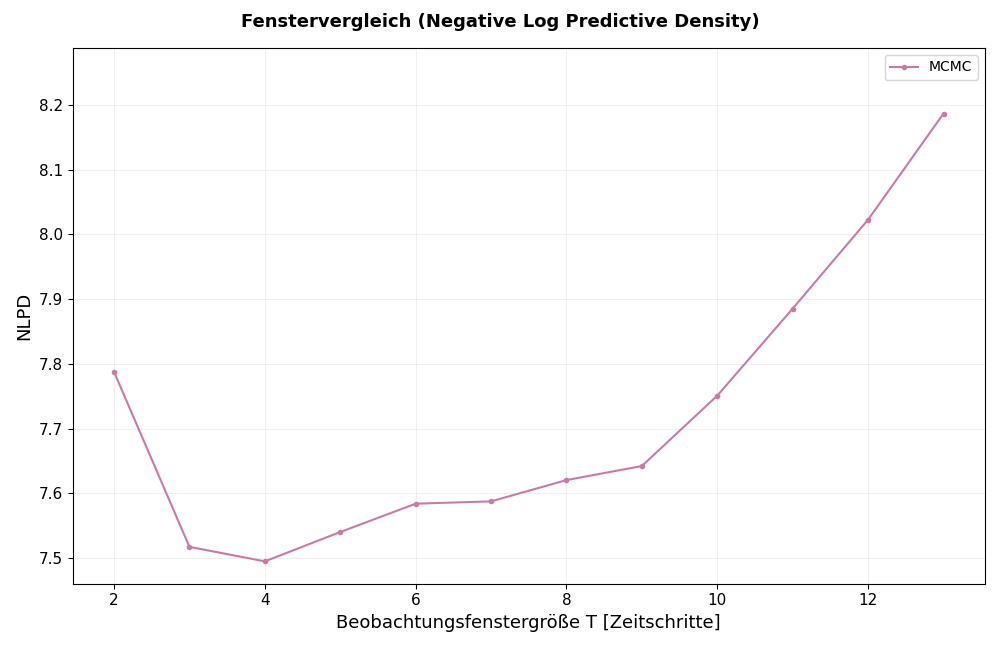 Fenstervergleich (Negative Log Predictive Density)
MCMC
8.2
8.1
8.0
7.9
7.8
7.7
7.6
7.5
NLPD
2 4 6 8 10 12
Beobachtungsfenstergröße T [Zeitschritte]